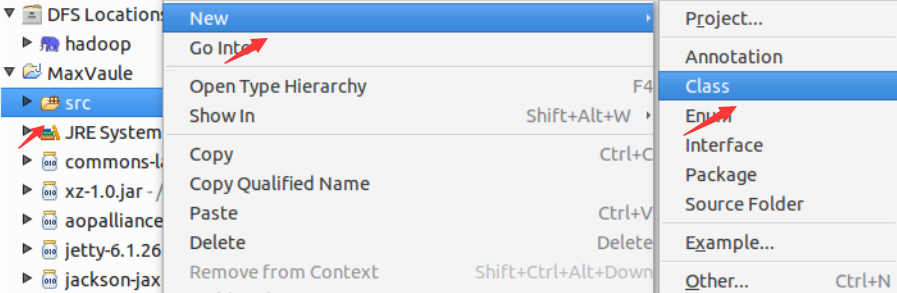 DFS Locations
hadoop
MaxVaule
src
JRE System
commons-la
xz-1.0.jar - /
aopalliance
jetty-6.1.26
jackson-jax
New
Go Into
Open Type Hierarchy F4
Show In Shift+Alt+W
Copy Ctrl+C
Copy Qualified Name
Paste Ctrl+V
Delete Delete
Remove from Context Shift+Ctrl+Alt+Down
Project...
Annotation
Class
Enum
Interface
Package
Source Folder
Example...
Other... Ctrl+N